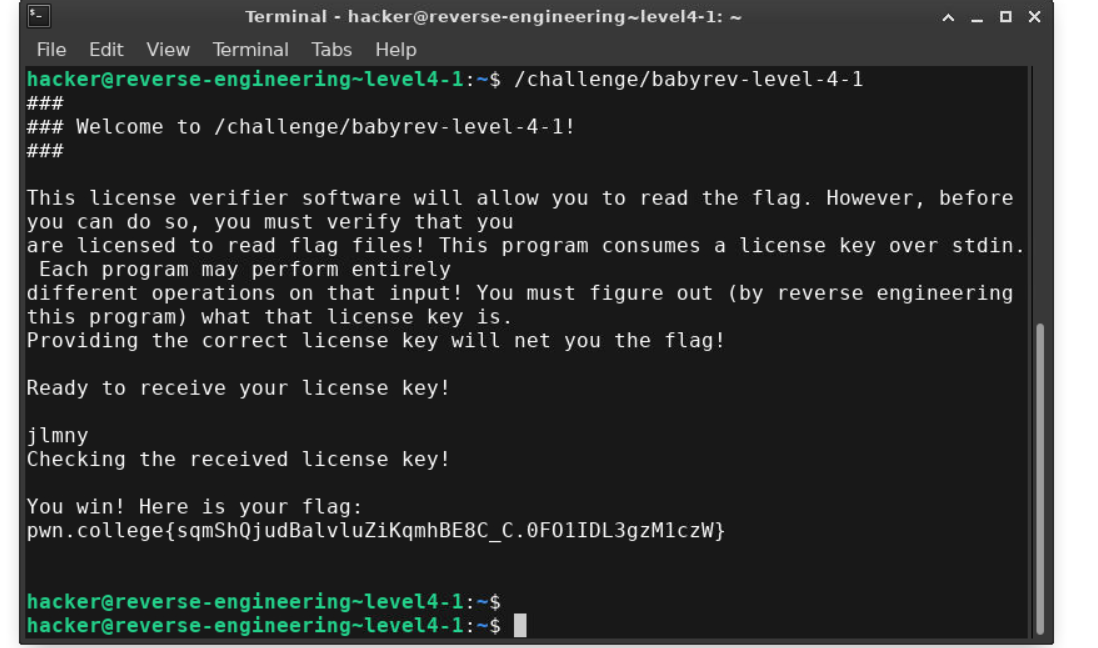 Terminal - hacker@reverse-engineering~level4-1: ~
File Edit View Terminal Tabs Help
hacker@reverse-engineering~level4-1:~$ /challenge/babyrev-level-4-1
###
### Welcome to /challenge/babyrev-level-4-1!
###
This license verifier software will allow you to read the flag. However, before
you can do so, you must verify that you
are licensed to read flag files! This program consumes a license key over stdin.
 Each program may perform entirely
different operations on that input! You must figure out (by reverse engineering
this program) what that license key is.
Providing the correct license key will net you the flag!
Ready to receive your license key!
jlmny
Checking the received license key!
You win! Here is your flag:
pwn.college{sqmShQjudBalvluZiKqmhBE8C_C.0FO1IDL3gzM1czW}
hacker@reverse-engineering~level4-1:~$
hacker@reverse-engineering~level4-1:~$